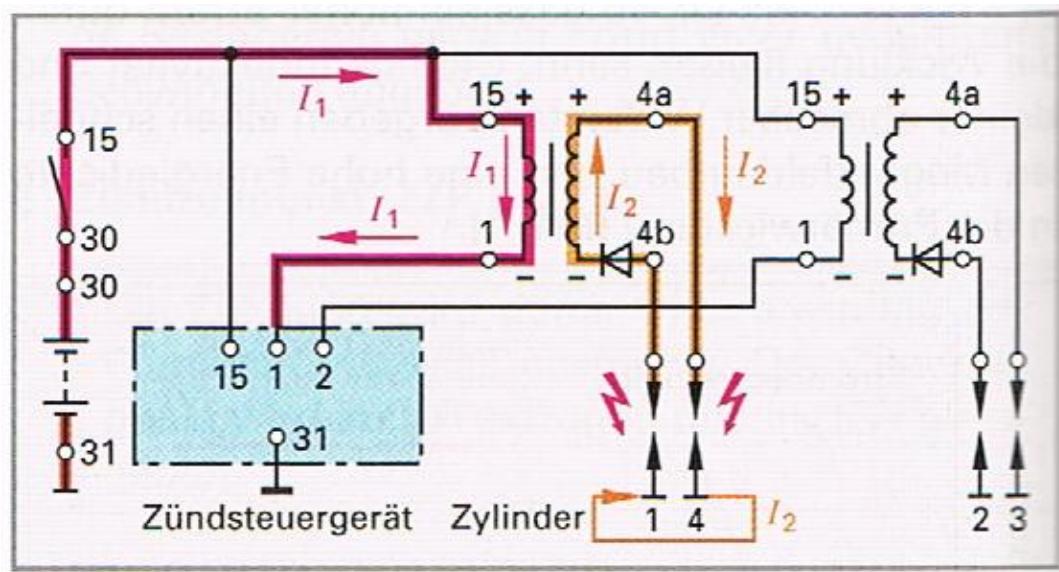 I1
15 + + 4a 15 + + 4a
15
I1 I2 I2
I1
30
1 4b 1 4b
30
- - - -
15 1 2
31
31
Zündsteuergerät Zylinder 1 4 I2 2 3